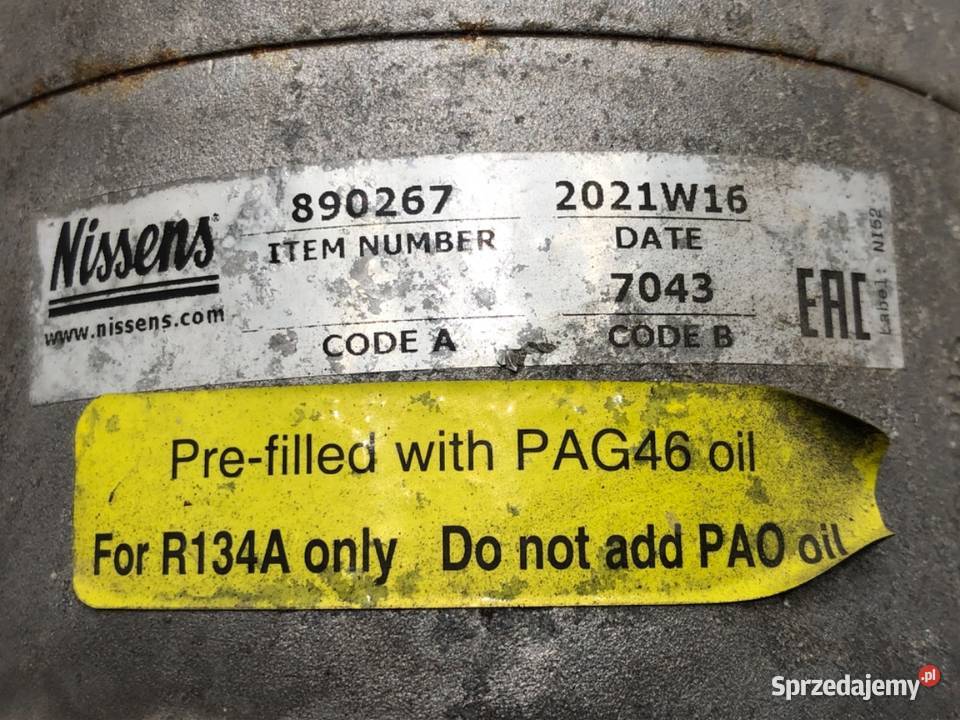 Nissens
www.nissens.com
890267
ITEM NUMBER
CODE A
2021W16
DATE
7043
CODE B
EAC
Label: NI52
Pre-filled with PAG46 oil
For R134A only Do not add PAO oil
Sprzedajemy.pl